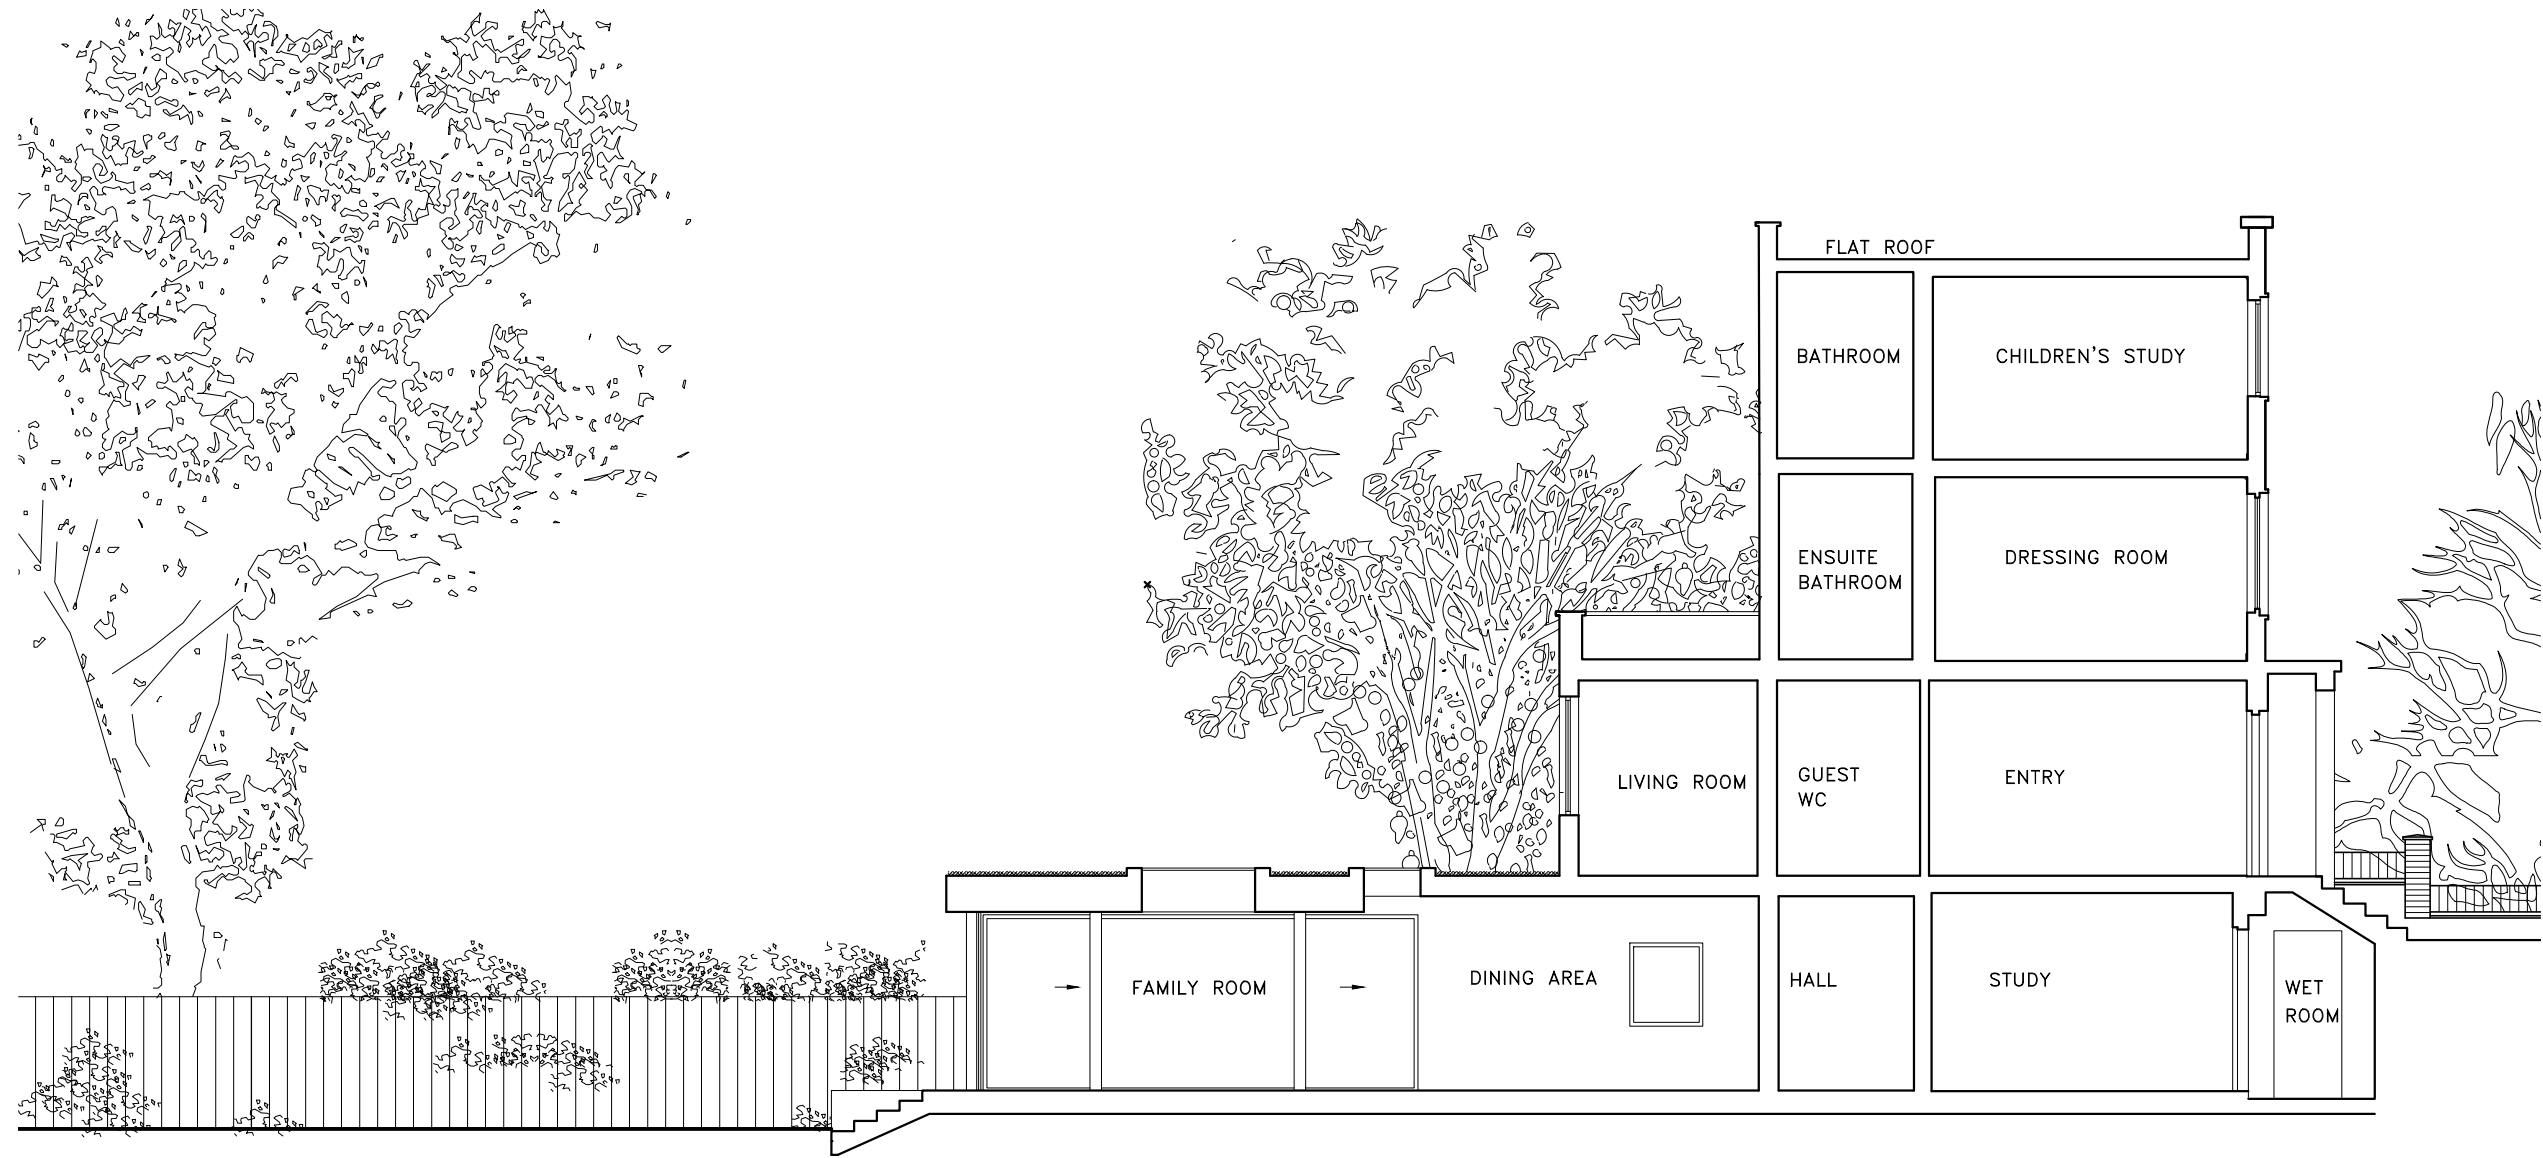 FLAT ROOF
BATHROOM
CHILDREN'S STUDY
ENSUITE
BATHROOM
DRESSING ROOM
LIVING ROOM
GUEST
WC
ENTRY
FAMILY ROOM
DINING AREA
HALL
STUDY
WET
ROOM